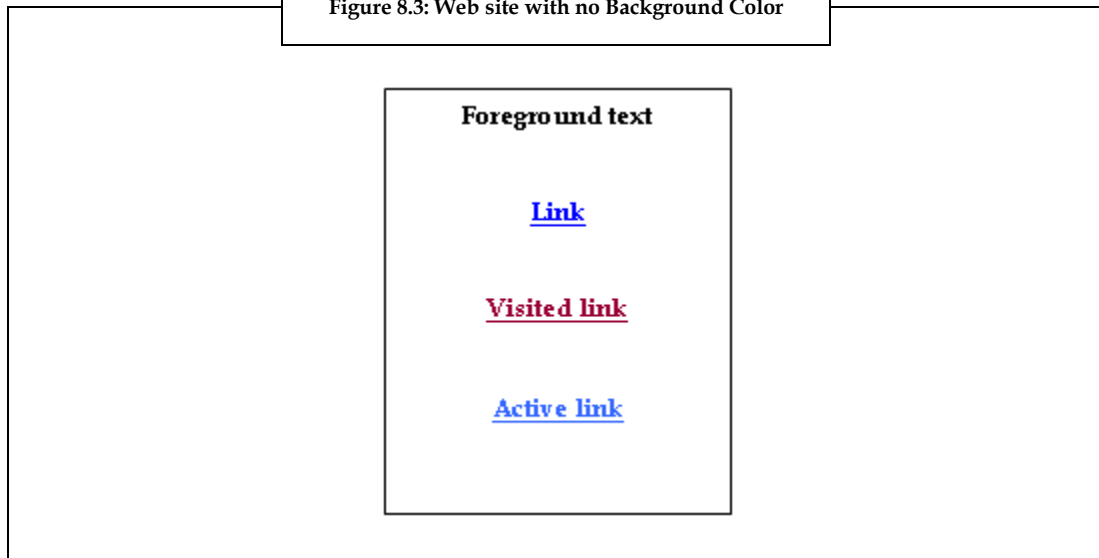 Figure 8.3: Web site with no Background Color
Foreground text
Link
Visited link
Active link